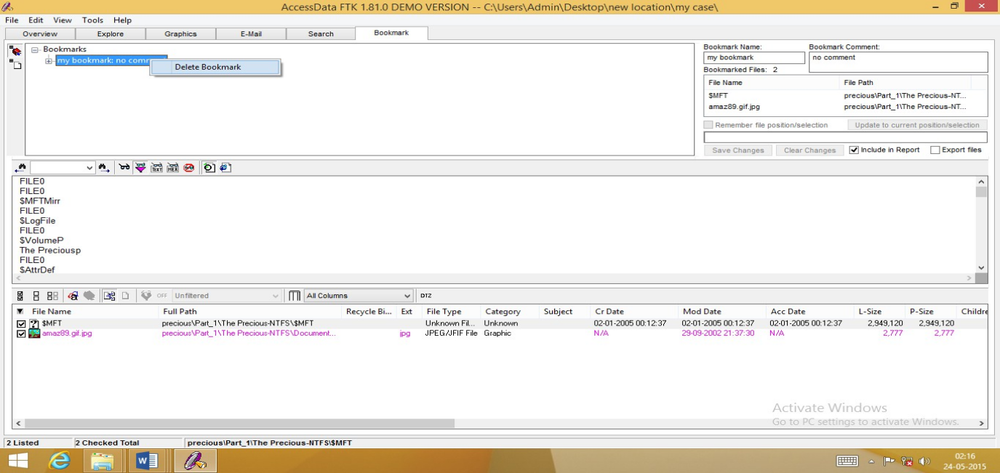 AccessData FTK 1.81.0 DEMO VERSION -- C:\Users\Admin\Desktop\new location\my case\
File Edit View Tools Help
Overview Explore Graphics E-Mail Search Bookmark
Bookmarks
my bookmark: no comm
Delete Bookmark
Bookmark Name: Bookmark Comment:
my bookmark no comment
Bookmarked Files: 2
File Name File Path
$MFT precious\Part_1\The Precious-NT...
amaz89.gif.jpg precious\Part_1\The Precious-NT...
Remember file position/selection Update to current position/selection
Save Changes Clear Changes Include in Report Export files
TEXT HEX
FILE0
FILE0
$MFTMirr
FILE0
$LogFile
FILE0
$VolumeP
The Preciousp
FILE0
$AttrDef
OFF Unfiltered All Columns DTZ
File Name Full Path Recycle Bi... Ext File Type Category Subject Cr Date Mod Date Acc Date L-Size P-Size Childre
$MFT precious\Part_1\The Precious-NTFS\$MFT Unknown Fil... Unknown 02-01-2005 00:12:37 02-01-2005 00:12:37 02-01-2005 00:12:37 2,949,120 2,949,120
amaz89.gif.jpg precious\Part_1\The Precious-NTFS\Document... jpg JPEG/JFIF File Graphic N/A 29-09-2002 21:37:30 N/A 2,777 2,777
Activate Windows
Go to PC settings to activate Windows.
2 Listed 2 Checked Total precious\Part_1\The Precious-NTFS\$MFT
02:16
24-05-2015